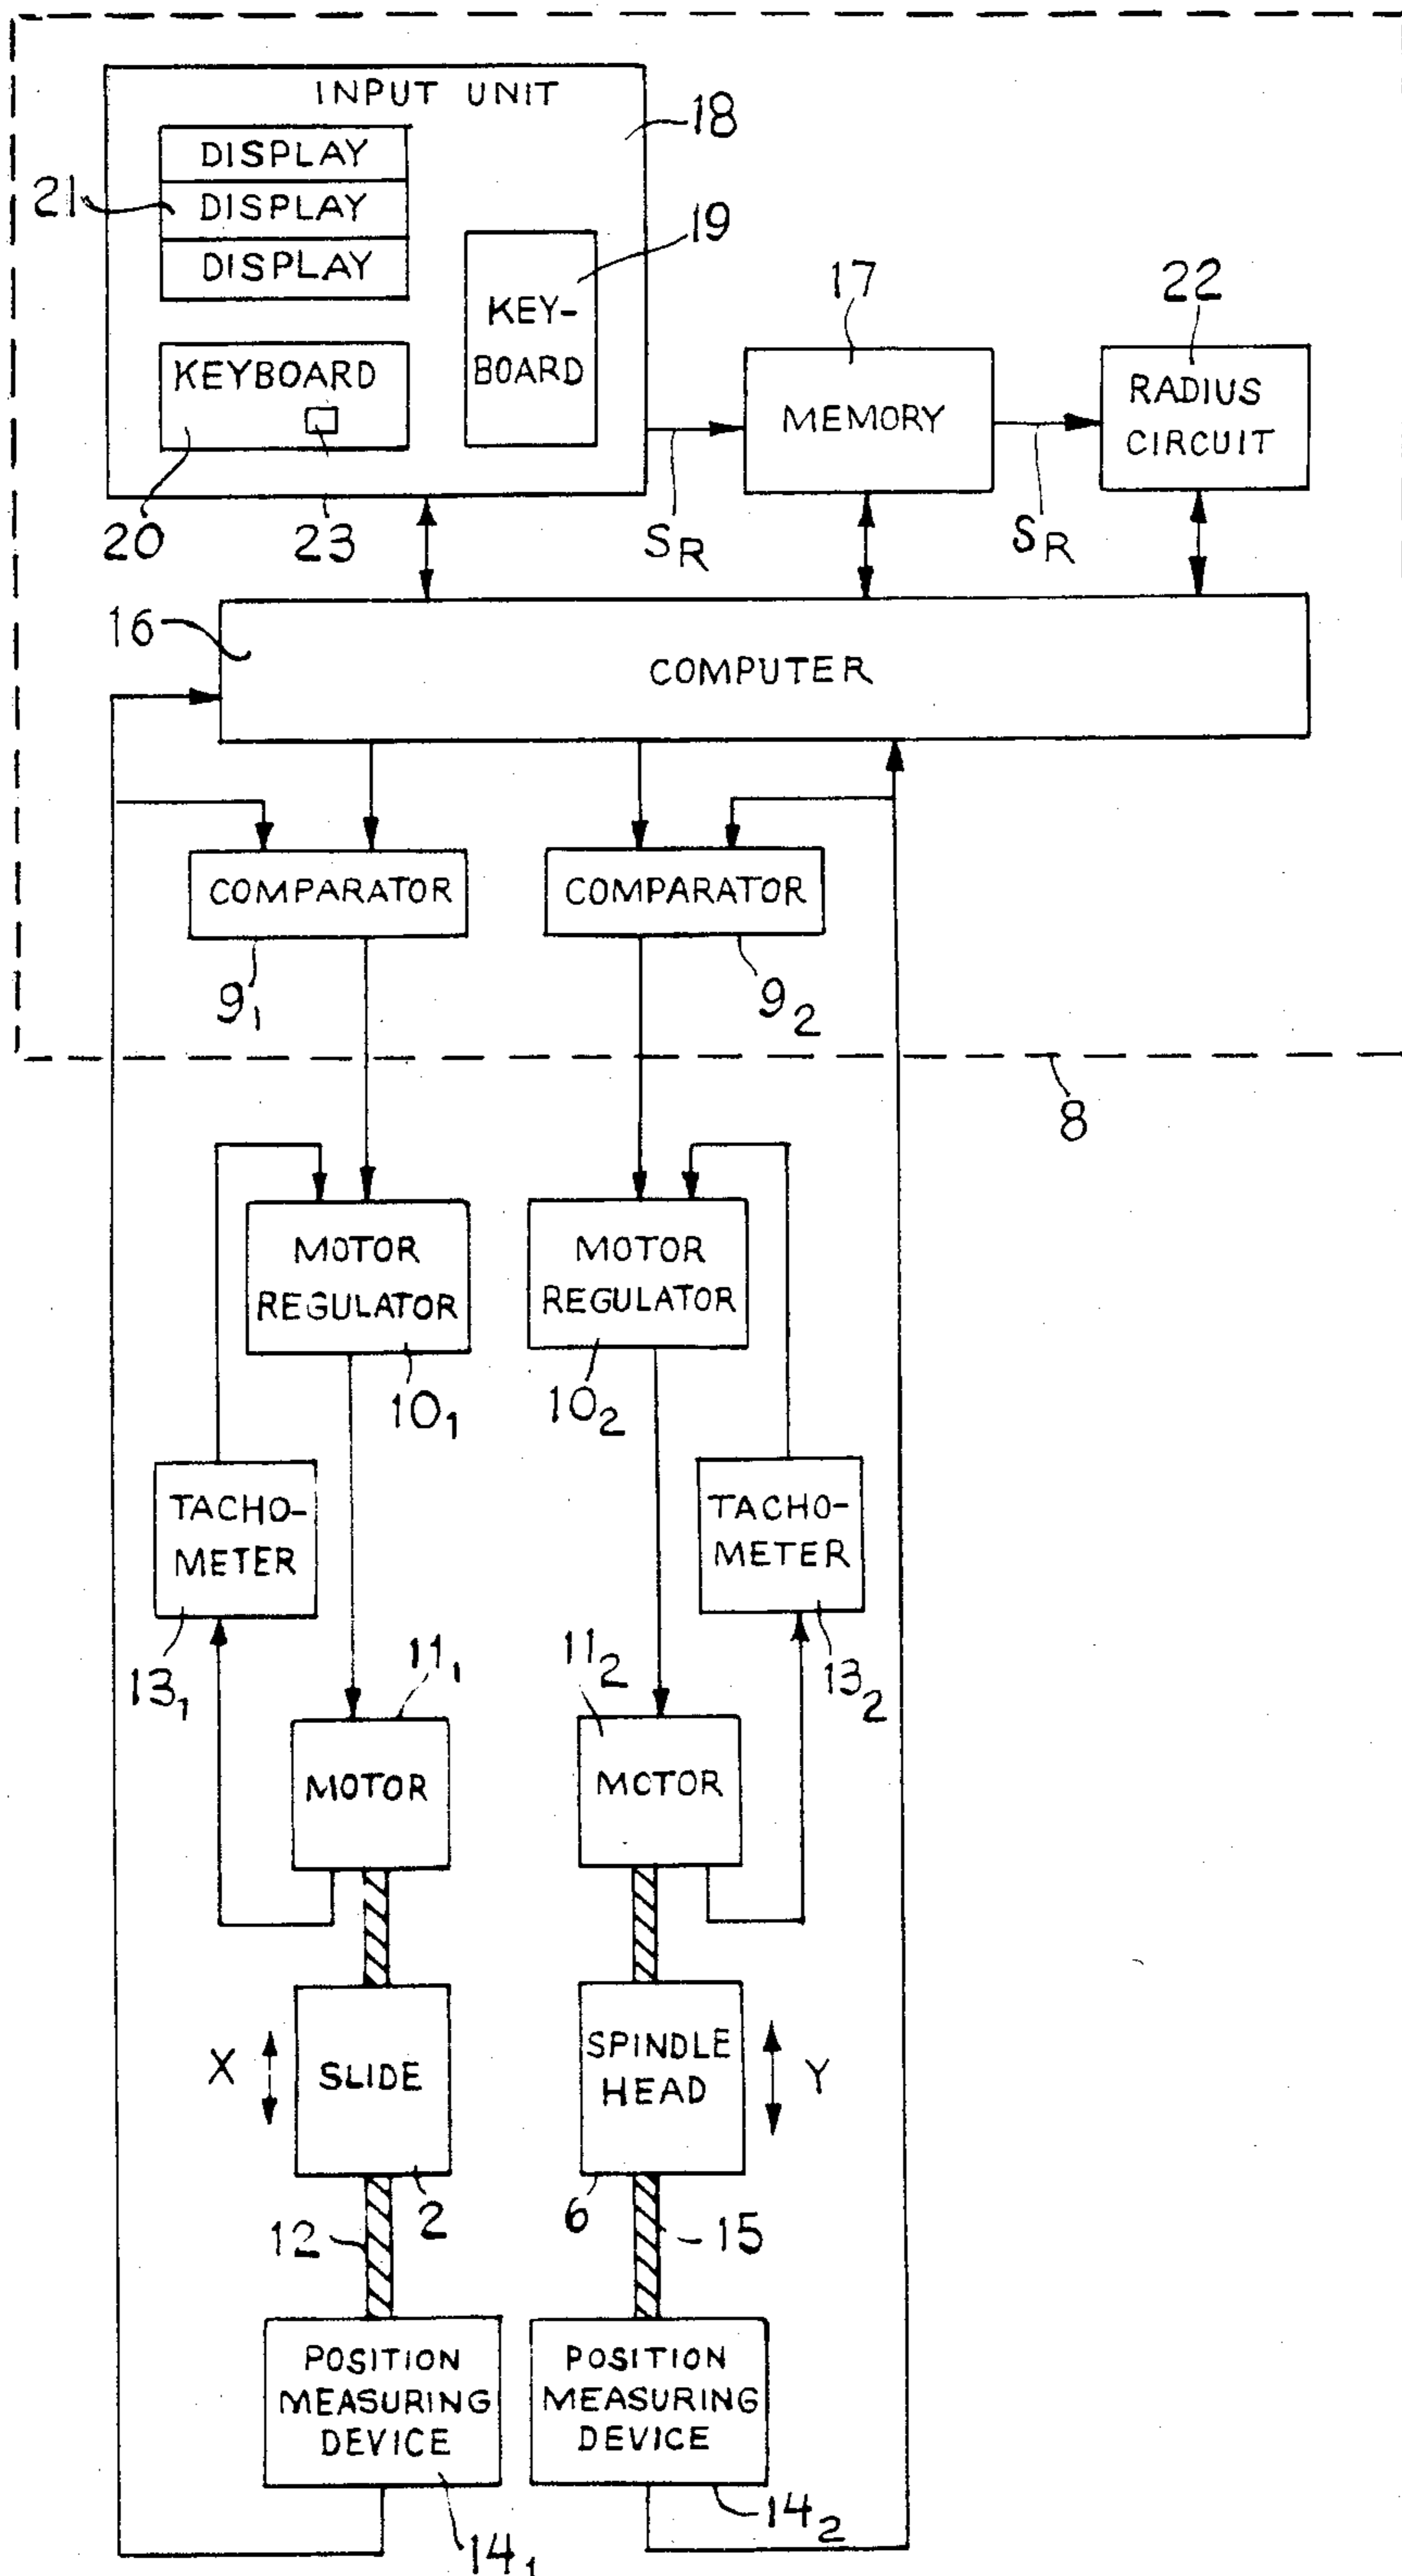 INPUT UNIT
18
DISPLAY
21
DISPLAY
DISPLAY
19
KEY-
BOARD
KEYBOARD
20
23
17
MEMORY
22
RADIUS
CIRCUIT
SR
SR
16
COMPUTER
COMPARATOR
COMPARATOR
91
92
8
MOTOR
REGULATOR
MOTOR
REGULATOR
101
102
TACHO-
METER
TACHO-
METER
131
111
112
132
MOTOR
MOTOR
X
SLIDE
SPINDLE
HEAD
Y
2
6
12
15
POSITION
MEASURING
DEVICE
POSITION
MEASURING
DEVICE
141
142